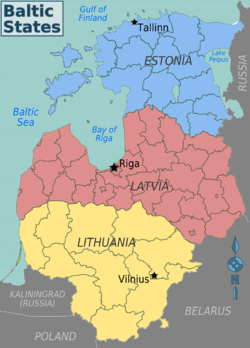 Baltic
States
Gulf of
Finland
Tallinn
ESTONIA
Lake
Peipus
RUSSIA
Baltic
Sea
Bay of
Riga
Riga
LATVIA
LITHUANIA
Vilnius
KALININGRAD
(RUSSIA)
BELARUS
POLAND